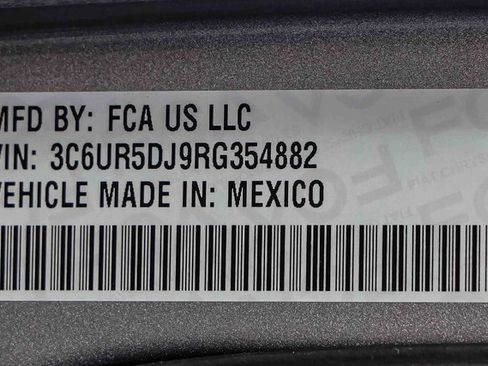 MFD BY: FCA US LLC
VIN: 3C6UR5DJ9RG354882
VEHICLE MADE IN: MEXICO